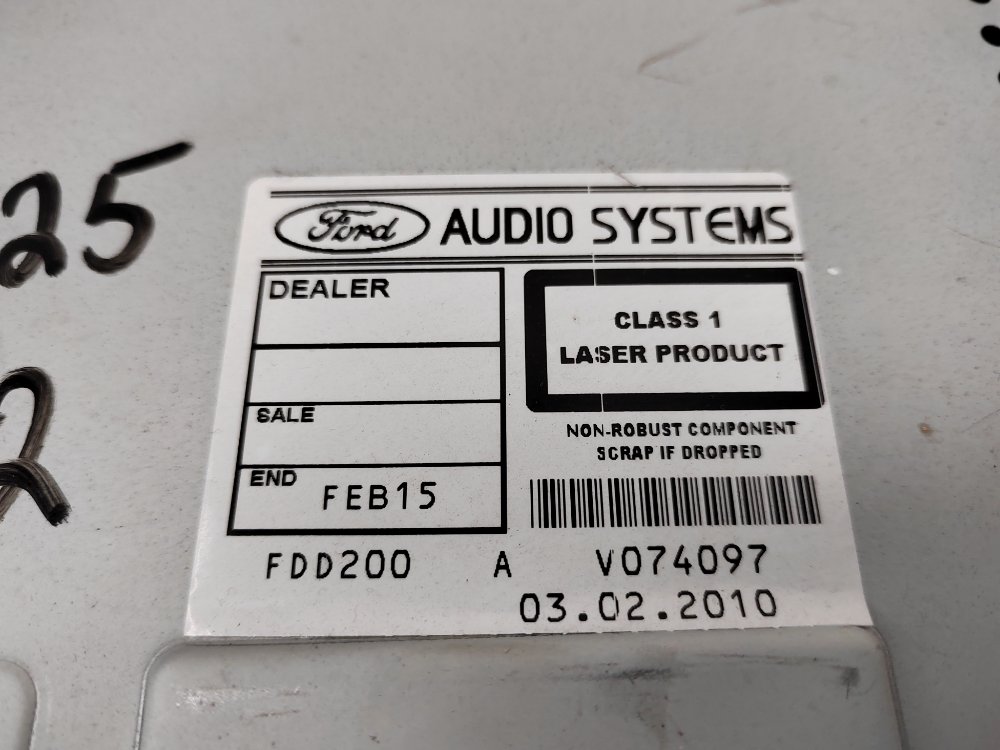 25
2
Ford AUDIO SYSTEMS
DEALER
SALE
END FEB15
CLASS 1
LASER PRODUCT
NON-ROBUST COMPONENT
SCRAP IF DROPPED
FDD200 A V074097
03.02.2010